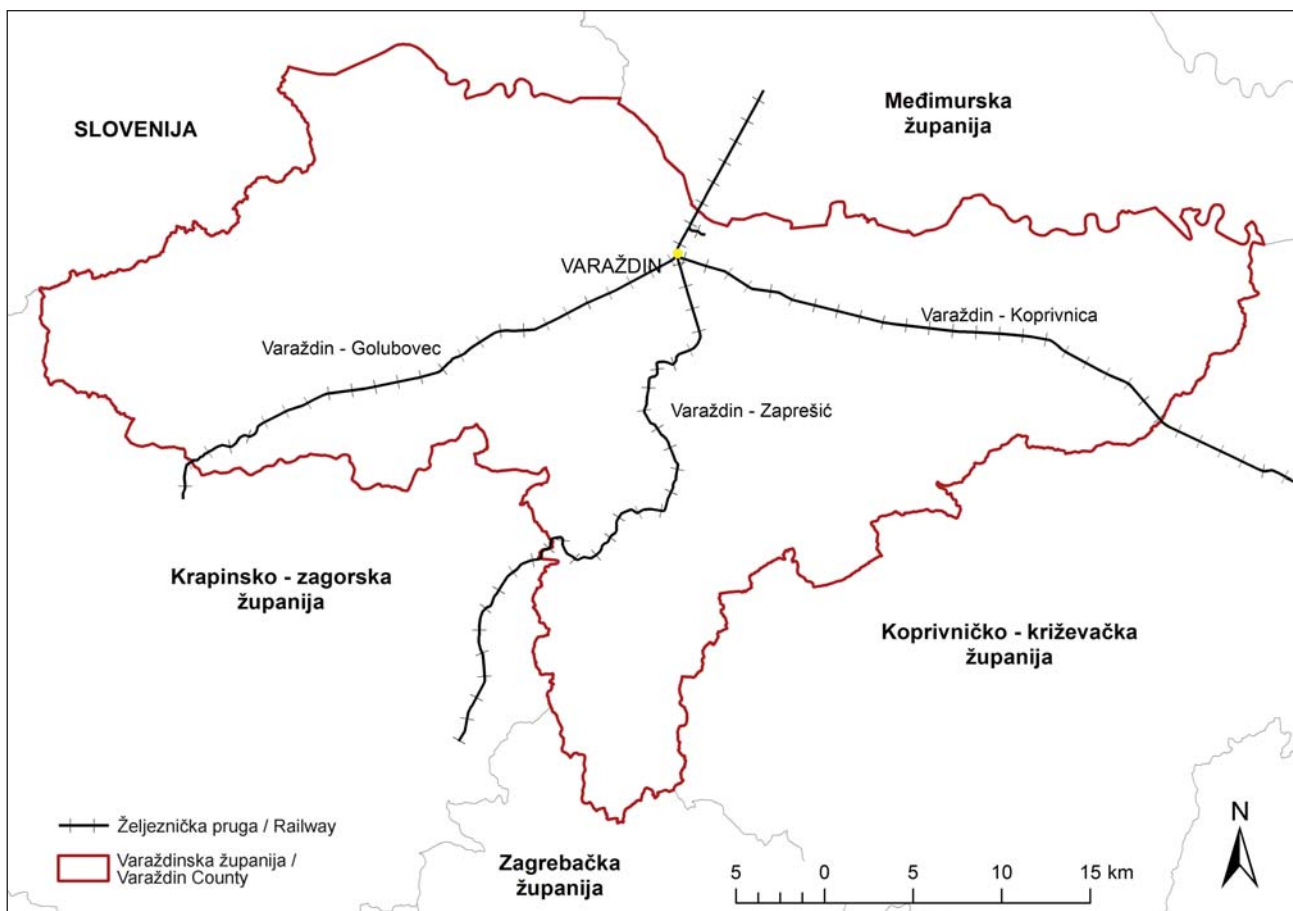 SLOVENIJA
Međimurska
županija
VARAŽDIN
Varaždin - Koprivnica
Varaždin - Golubovec
Varaždin - Zaprešić
Krapinsko - zagorska
županija
Koprivničko - križevačka
županija
Željeznička pruga / Railway
Varaždinska županija /
Varaždin County
Zagrebačka
županija
5 0 5 10 15 km
N